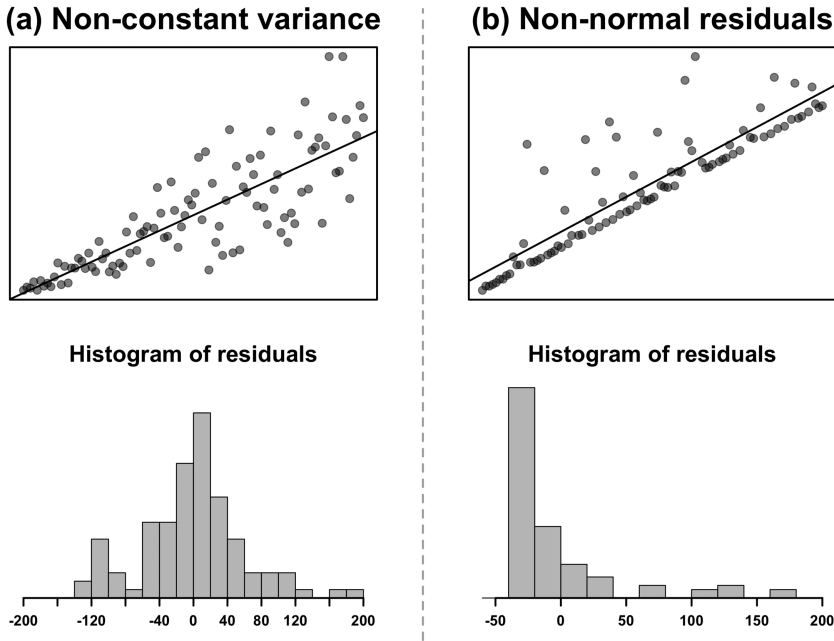 (a) Non-constant variance
Histogram of residuals
-200 -120 -40 0 40 120 200
(b) Non-normal residuals
Histogram of residuals
-50 0 50 100 150 200